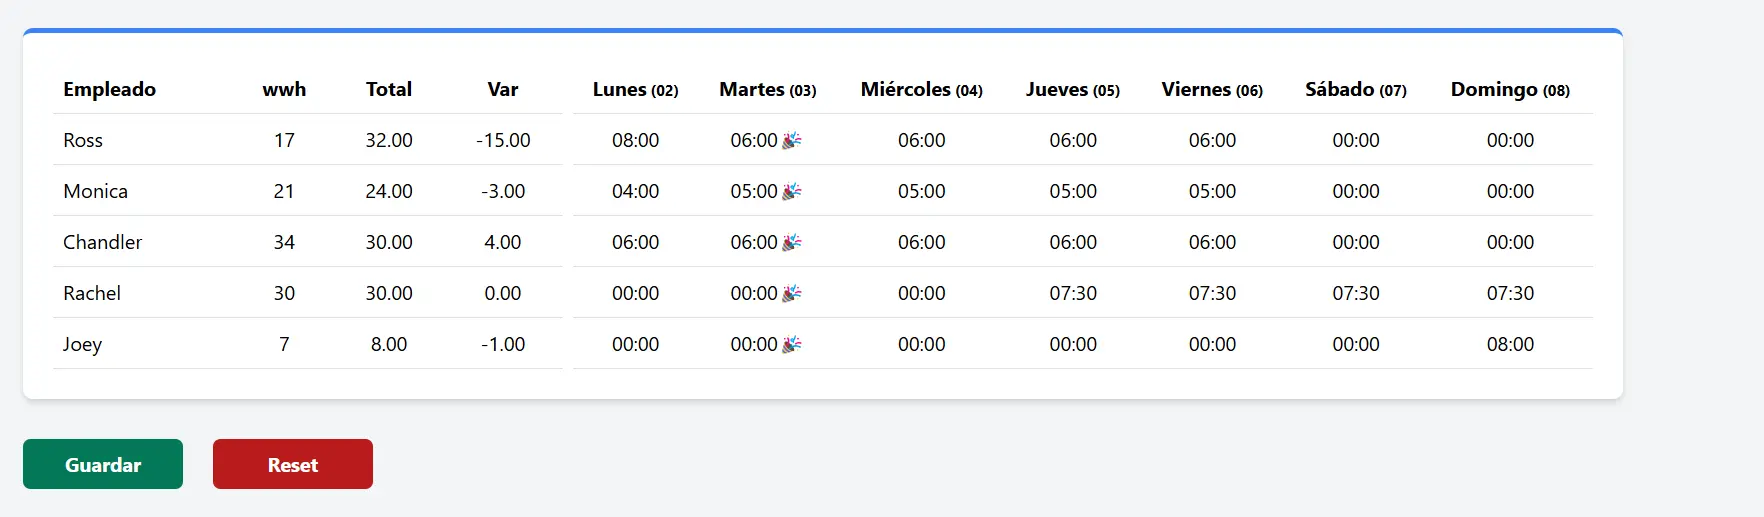 Empleado wwh Total Var Lunes (02) Martes (03) Miércoles (04) Jueves (05) Viernes (06) Sábado (07) Domingo (08)
Ross 17 32.00 -15.00 08:00 06:00 🎉 06:00 06:00 06:00 00:00 00:00
Monica 21 24.00 -3.00 04:00 05:00 🎉 05:00 05:00 05:00 00:00 00:00
Chandler 34 30.00 4.00 06:00 06:00 🎉 06:00 06:00 06:00 00:00 00:00
Rachel 30 30.00 0.00 00:00 00:00 🎉 00:00 07:30 07:30 07:30 07:30
Joey 7 8.00 -1.00 00:00 00:00 🎉 00:00 00:00 00:00 00:00 08:00
Guardar Reset